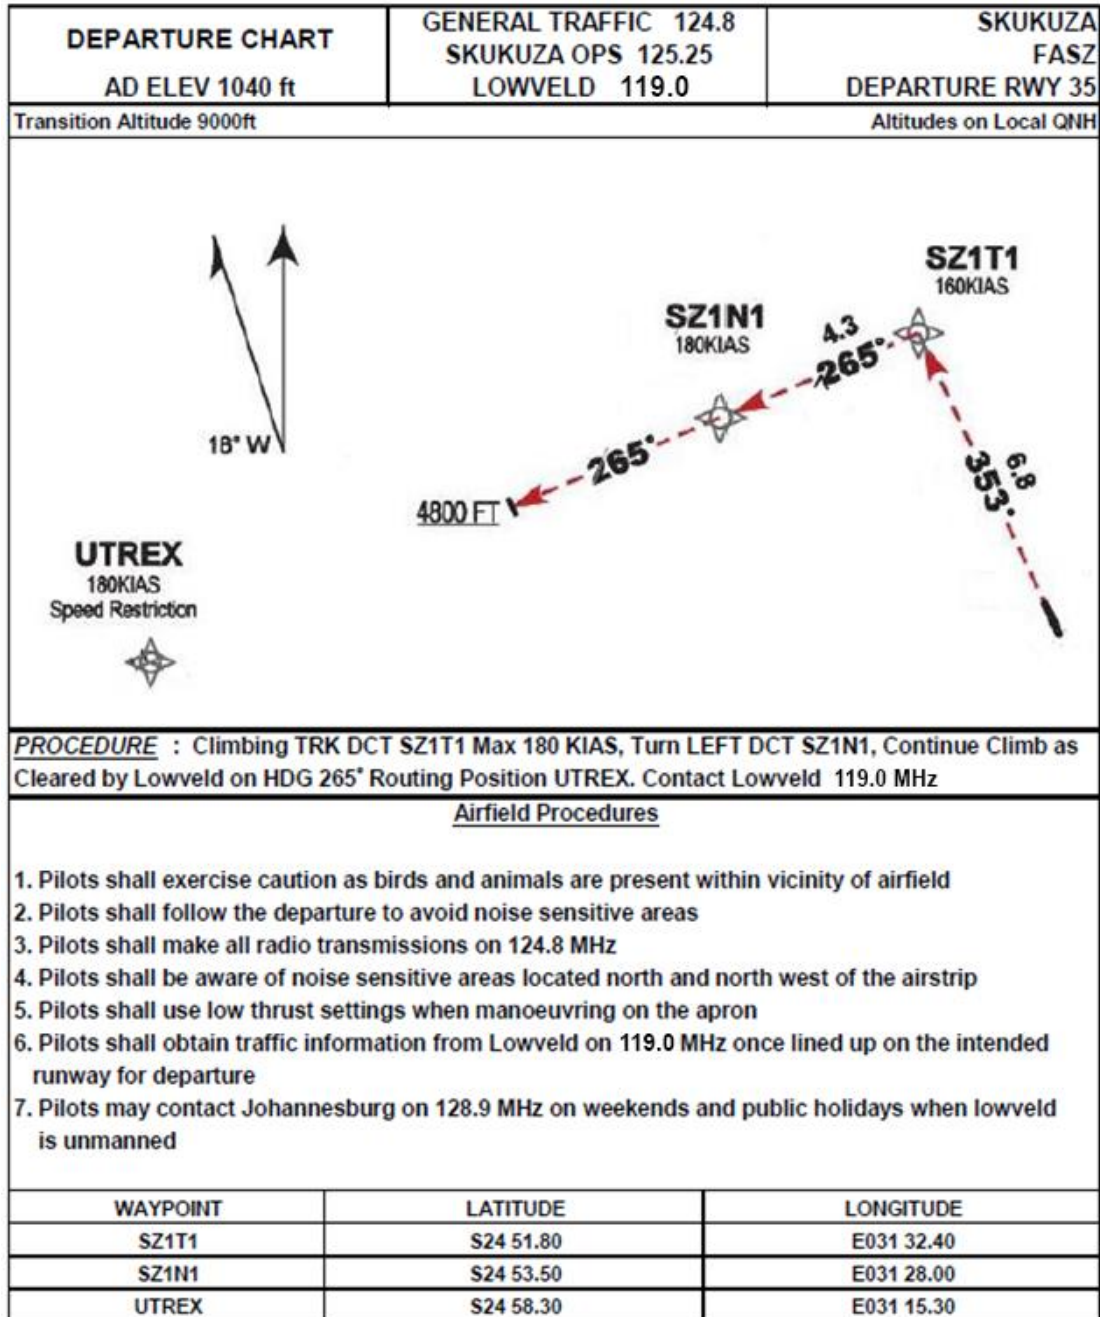 DEPARTURE CHART
AD ELEV 1040 ft
GENERAL TRAFFIC 124.8
SKUKUZA OPS 125.25
LOWVELD 119.0
SKUKUZA
FASZ
DEPARTURE RWY 35
Transition Altitude 9000ft
Altitudes on Local QNH
SZ1T1
160KIAS
SZ1N1
180KIAS
4.3
265°
18° W
265°
6.8
353°
4800 FT
UTREX
180KIAS
Speed Restriction
PROCEDURE : Climbing TRK DCT SZ1T1 Max 180 KIAS, Turn LEFT DCT SZ1N1, Continue Climb as
Cleared by Lowveld on HDG 265° Routing Position UTREX. Contact Lowveld 119.0 MHz
Airfield Procedures
1. Pilots shall exercise caution as birds and animals are present within vicinity of airfield
2. Pilots shall follow the departure to avoid noise sensitive areas
3. Pilots shall make all radio transmissions on 124.8 MHz
4. Pilots shall be aware of noise sensitive areas located north and north west of the airstrip
5. Pilots shall use low thrust settings when manoeuvring on the apron
6. Pilots shall obtain traffic information from Lowveld on 119.0 MHz once lined up on the intended
runway for departure
7. Pilots may contact Johannesburg on 128.9 MHz on weekends and public holidays when lowveld
is unmanned
WAYPOINT LATITUDE LONGITUDE
SZ1T1 S24 51.80 E031 32.40
SZ1N1 S24 53.50 E031 28.00
UTREX S24 58.30 E031 15.30